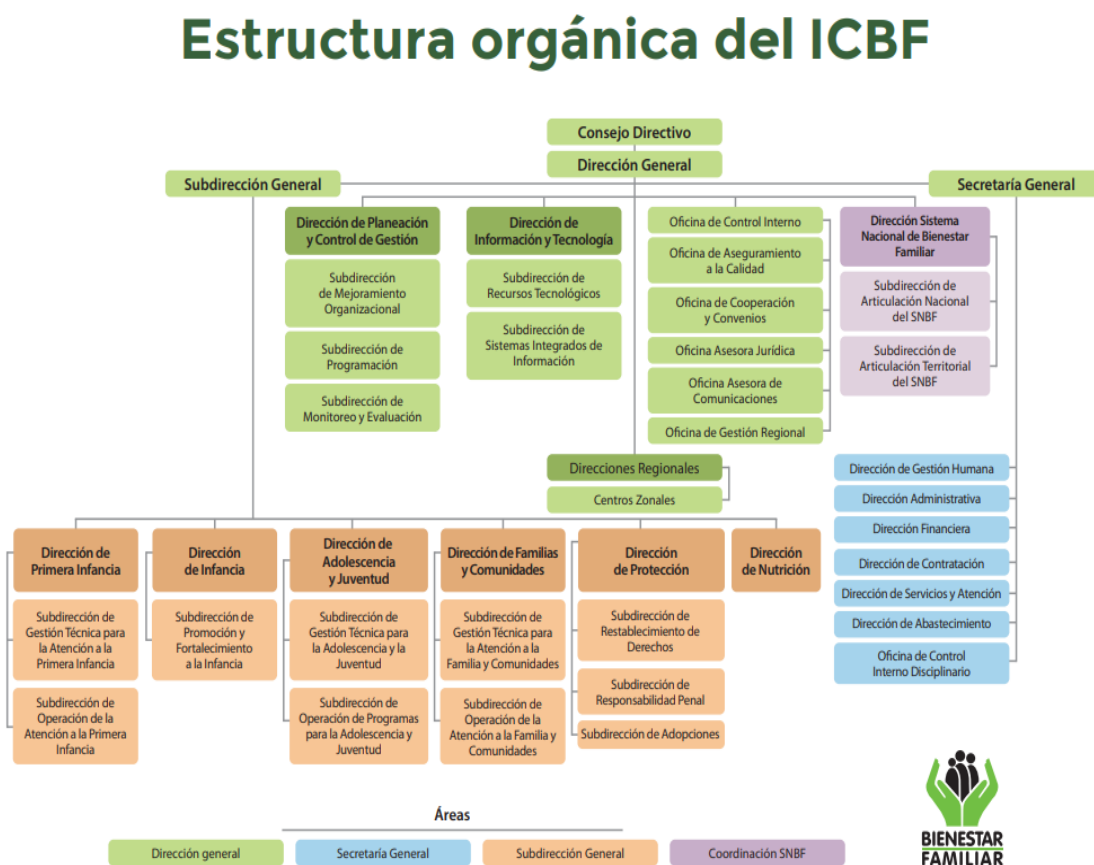 Estructura orgánica del ICBF
Consejo Directivo
Dirección General
Subdirección General
Secretaría General
Dirección de Planeación
y Control de Gestión
Subdirección
de Mejoramiento
Organizacional
Subdirección de
Programación
Subdirección de
Monitoreo y Evaluación
Dirección de
Información y Tecnología
Subdirección de
Recursos Tecnológicos
Subdirección de
Sistemas Integrados de
Información
Oficina de Control Interno
Oficina de Aseguramiento
a la Calidad
Oficina de Cooperación
y Convenios
Oficina Asesora Jurídica
Oficina Asesora de
Comunicaciones
Oficina de Gestión Regional
Dirección Sistema
Nacional de Bienestar
Familiar
Subdirección de
Articulación Nacional
del SNBF
Subdirección de
Articulación Territorial
del SNBF
Direcciones Regionales
Centros Zonales
Dirección de Gestión Humana
Dirección Administrativa
Dirección Financiera
Dirección de Contratación
Dirección de Servicios y Atención
Dirección de Abastecimiento
Oficina de Control
Interno Disciplinario
Dirección de
Primera Infancia
Subdirección de
Gestión Técnica para
la Atención a la
Primera Infancia
Subdirección de
Operación de la
Atención a la Primera
Infancia
Dirección
de Infancia
Subdirección de
Promoción y
Fortalecimiento
a la Infancia
Dirección de
Adolescencia
y Juventud
Subdirección de
Gestión Técnica para
la Adolescencia y la
Juventud
Subdirección de
Operación de Programas
para la Adolescencia y
Juventud
Dirección de Familias
y Comunidades
Subdirección de
Gestión Técnica para
la Atención a la
Familia y Comunidades
Subdirección de
Operación de la
Atención a la Familia y
Comunidades
Dirección
de Protección
Subdirección de
Restablecimiento de
Derechos
Subdirección de
Responsabilidad Penal
Subdirección de Adopciones
Dirección
de Nutrición
Áreas
Dirección general
Secretaría General
Subdirección General
Coordinación SNBF
BIENESTAR
FAMILIAR